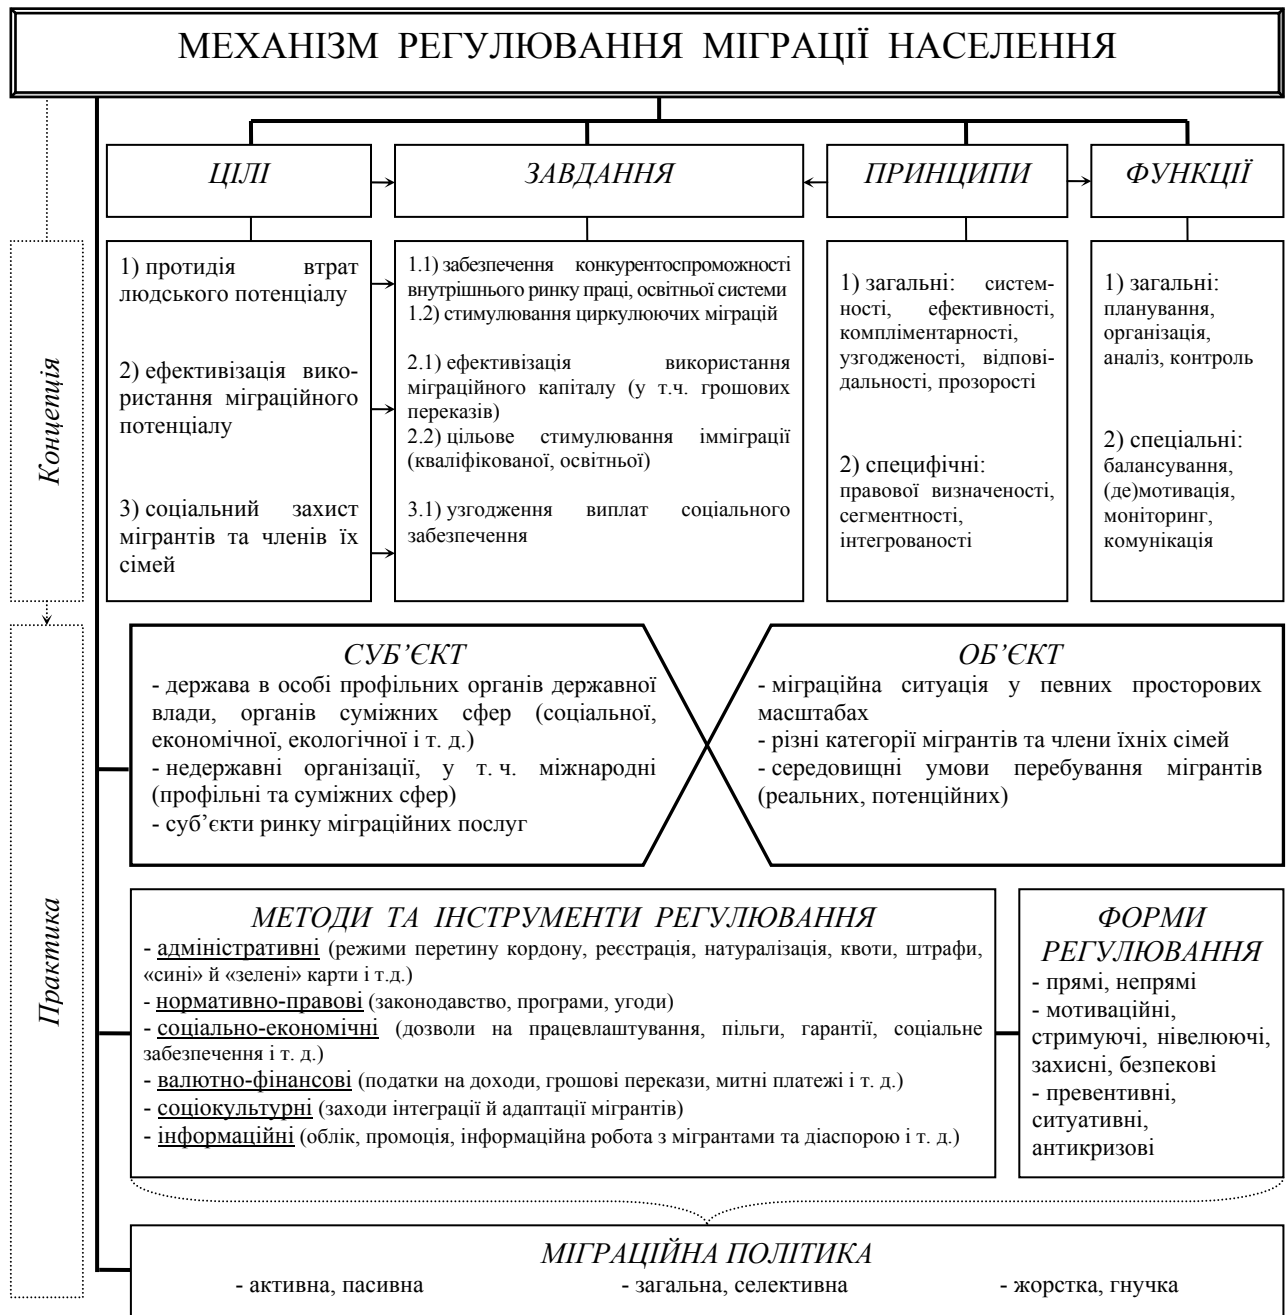 МЕХАНІЗМ РЕГУЛЮВАННЯ МІГРАЦІЇ НАСЕЛЕННЯ
ЦІЛІ
ЗАВДАННЯ
ПРИНЦИПИ
ФУНКЦІЇ
Концепція
1) протидія втрат
людського потенціалу
2) ефективізація вико-
ристання міграційного
потенціалу
3) соціальний захист
мігрантів та членів їх
сімей
1.1) забезпечення конкурентоспроможності
внутрішнього ринку праці, освітньої системи
1.2) стимулювання циркулюючих міграцій
2.1) ефективізація використання
міграційного капіталу (у т.ч. грошових
переказів)
2.2) цільове стимулювання імміграції
(кваліфікованої, освітньої)
3.1) узгодження виплат соціального
забезпечення
1) загальні: систем-
ності, ефективності,
компліментарності,
узгодженості, відпові-
дальності, прозорості
2) специфічні:
правової визначеності,
сегментності,
інтегрованості
1) загальні:
планування,
організація,
аналіз, контроль
2) спеціальні:
балансування,
(де)мотивація,
моніторинг,
комунікація
Практика
СУБ’ЄКТ
- держава в особі профільних органів державної
влади, органів суміжних сфер (соціальної,
економічної, екологічної і т. д.)
- недержавні організації, у т. ч. міжнародні
(профільні та суміжних сфер)
- суб’єкти ринку міграційних послуг
ОБ’ЄКТ
- міграційна ситуація у певних просторових
масштабах
- різні категорії мігрантів та члени їхніх сімей
- середовищні умови перебування мігрантів
(реальних, потенційних)
МЕТОДИ ТА ІНСТРУМЕНТИ РЕГУЛЮВАННЯ
- адміністративні (режими перетину кордону, реєстрація, натуралізація, квоти, штрафи,
«сині» й «зелені» карти і т.д.)
- нормативно-правові (законодавство, програми, угоди)
- соціально-економічні (дозволи на працевлаштування, пільги, гарантії, соціальне
забезпечення і т. д.)
- валютно-фінансові (податки на доходи, грошові перекази, митні платежі і т. д.)
- соціокультурні (заходи інтеграції й адаптації мігрантів)
- інформаційні (облік, промоція, інформаційна робота з мігрантами та діаспорою і т. д.)
ФОРМИ
РЕГУЛЮВАННЯ
- прямі, непрямі
- мотиваційні,
стримуючі, нівелюючі,
захисні, безпекові
- превентивні,
ситуативні,
антикризові
МІГРАЦІЙНА ПОЛІТИКА
- активна, пасивна - загальна, селективна - жорстка, гнучка